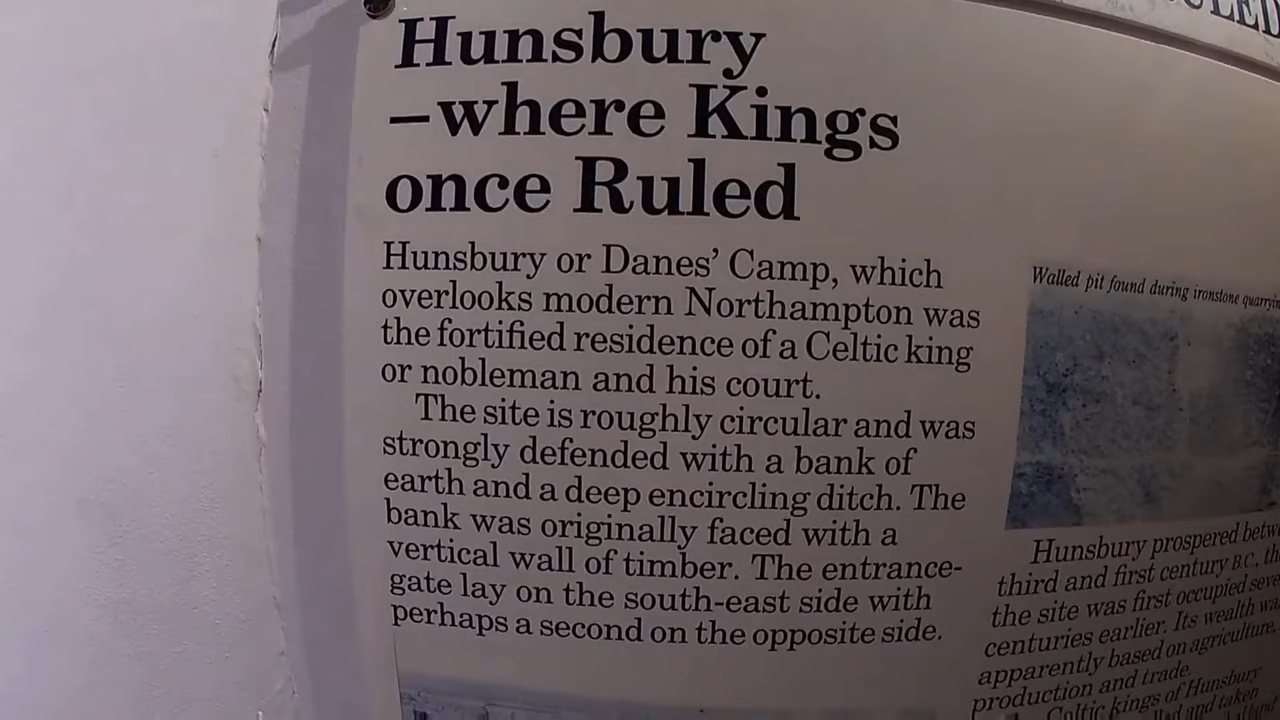 Hunsbury
–where Kings
once Ruled
Hunsbury or Danes’ Camp, which
overlooks modern Northampton was
the fortified residence of a Celtic king
or nobleman and his court.
The site is roughly circular and was
strongly defended with a bank of
earth and a deep encircling ditch. The
bank was originally faced with a
vertical wall of timber. The entrance-
gate lay on the south-east side with
perhaps a second on the opposite side.
Walled pit found during ironstone
Hunsbury prospered
third and first century B.C.,
the site was first occupied
centuries earlier. Its wealth
apparently based on agriculture,
production and trade.
Celtic kings of Hunsbury
and taken